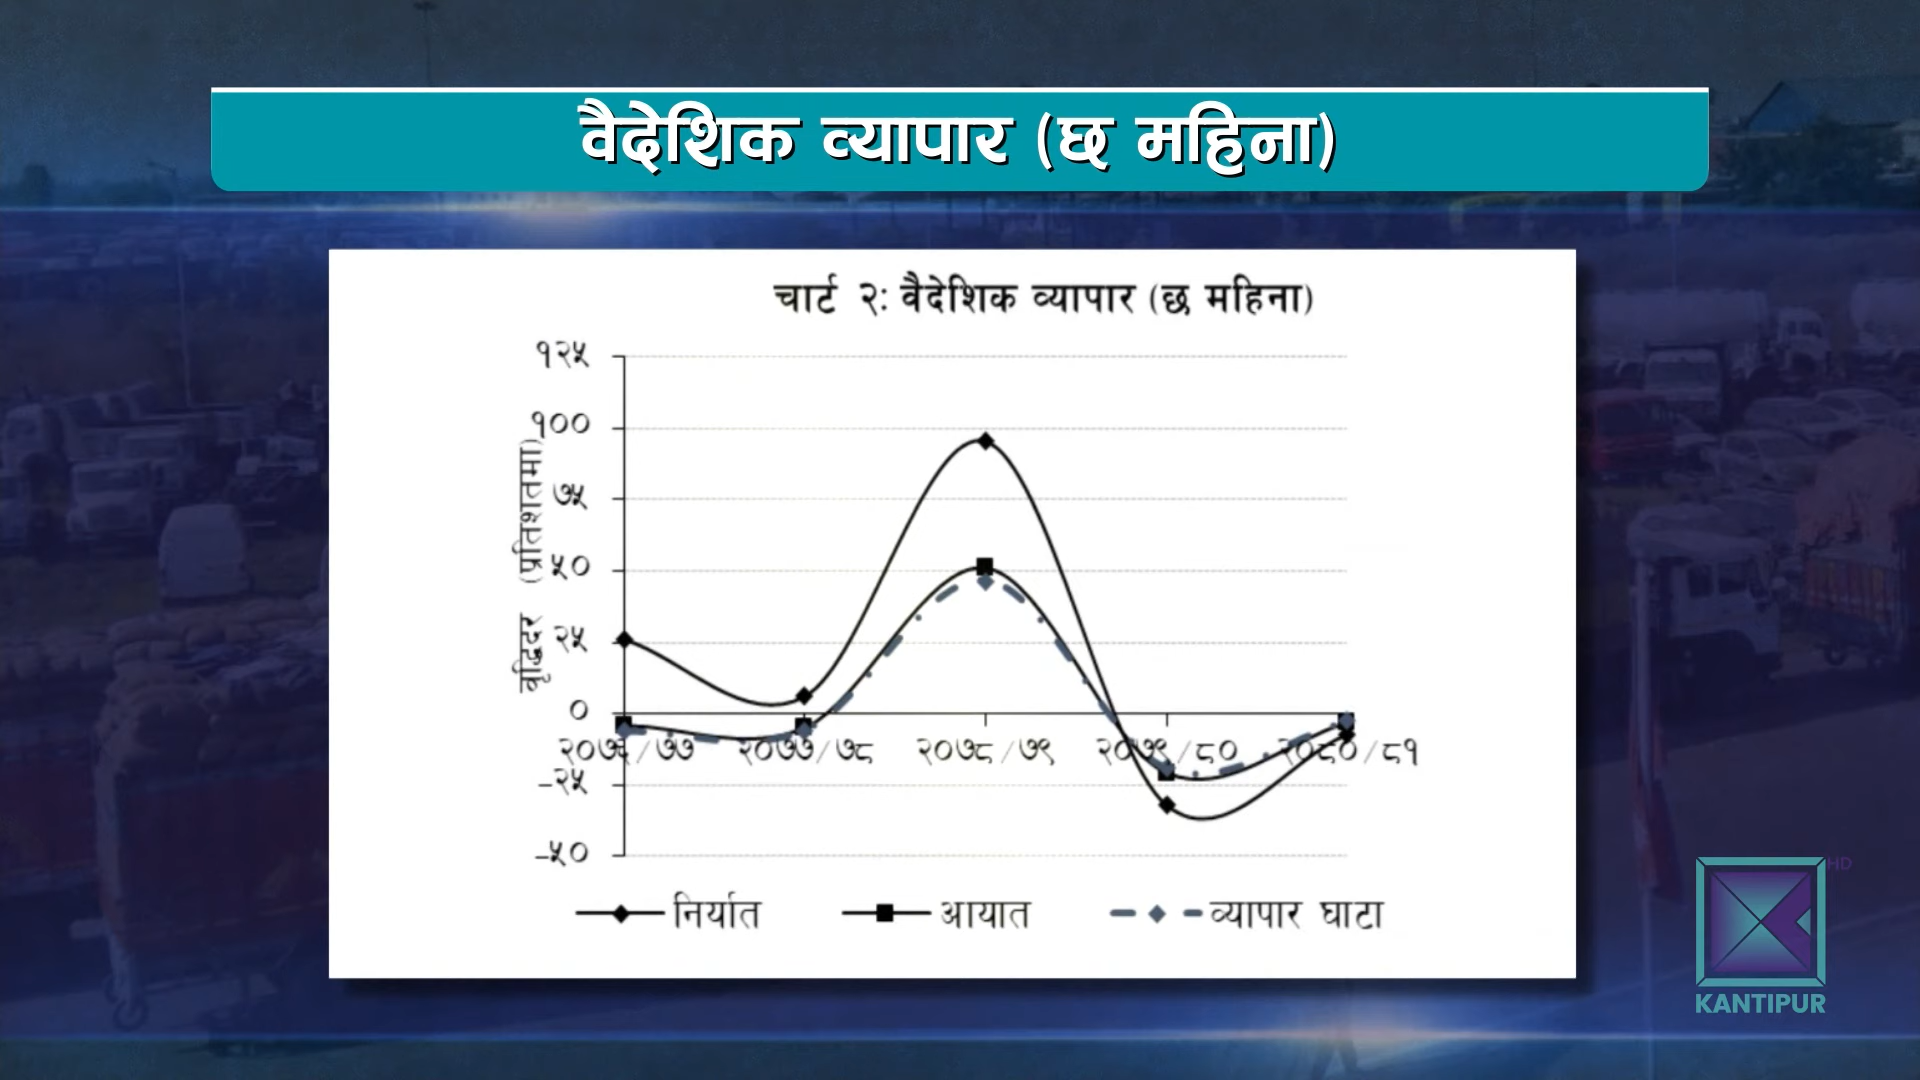 वैदेशिक व्यापार (छ महिना)
चार्ट २: वैदेशिक व्यापार (छ महिना)
वृद्धिदर (प्रतिशतमा)
१२५
१००
७५
५०
२५
०
-२५
-५०
२०७६/७७ २०७७/७८ २०७८/७९ २०७९/८० २०८०/८१
निर्यात आयात व्यापार घाटा
HD
KANTIPUR